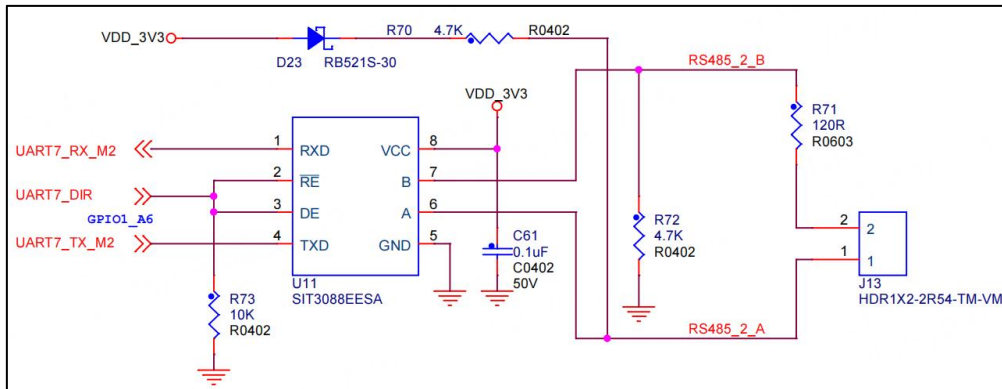 R70 4.7K R0402
VDD_3V3
D23 RB521S-30
RS485_2_B
VDD_3V3
R71
120R
R0603
UART7_RX_M2
1 RXD VCC 8
UART7_DIR
2 RE B 7
GPIO1_A6
3 DE A 6
UART7_TX_M2
4 TXD GND 5
U11
SIT3088EESA
C61
0.1uF
C0402
50V
R72
4.7K
R0402
2 2
1 1
J13
HDR1X2-2R54-TM-VM
R73
10K
R0402
RS485_2_A